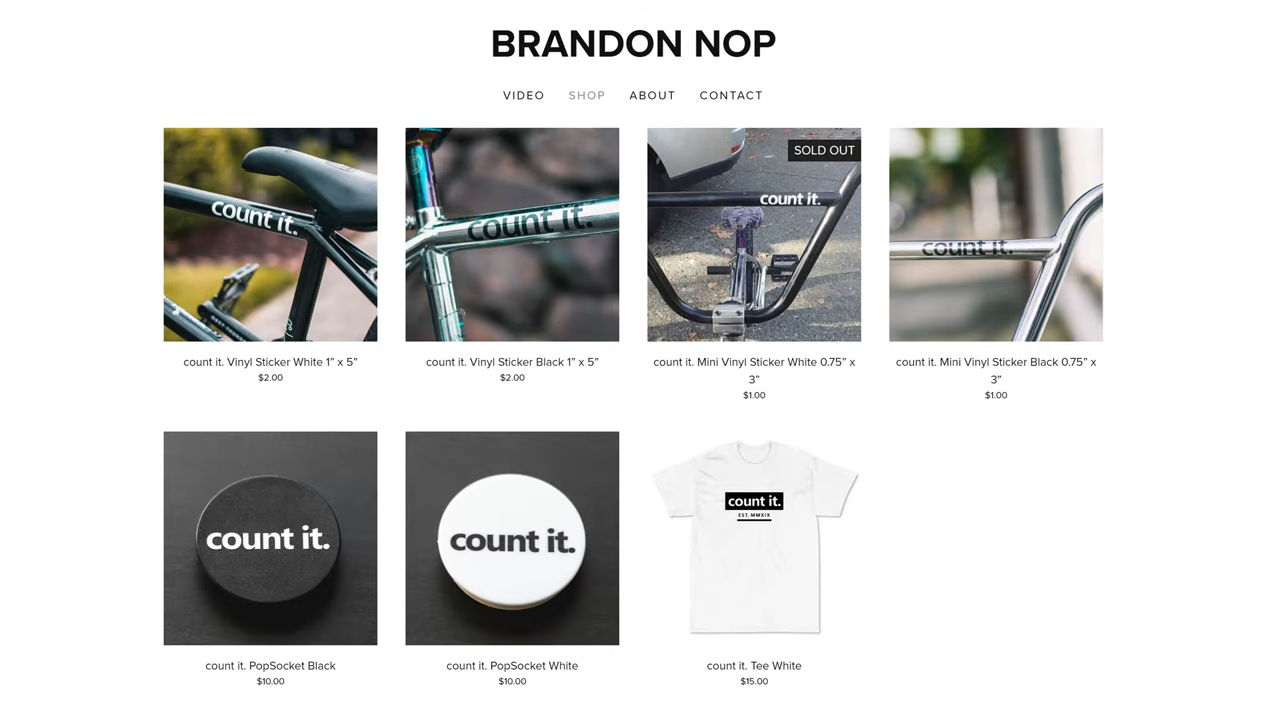 BRANDON NOP
VIDEO SHOP ABOUT CONTACT
count it.
count it.
SOLD OUT
count it.
count it.
count it. Vinyl Sticker White 1” x 5”
$2.00
count it. Vinyl Sticker Black 1” x 5”
$2.00
count it. Mini Vinyl Sticker White 0.75” x
3”
$1.00
count it. Mini Vinyl Sticker Black 0.75” x
3”
$1.00
count it.
count it.
count it.
EST. MMXIX
count it. PopSocket Black
$10.00
count it. PopSocket White
$10.00
count it. Tee White
$15.00